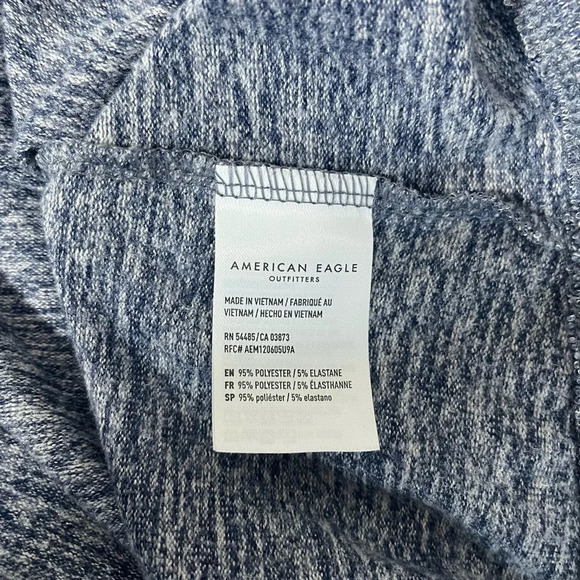 AMERICAN EAGLE
OUTFITTERS
MADE IN VIETNAM / FABRIQUÉ AU
VIETNAM / HECHO EN VIETNAM
RN 54485/CA 03873
RFC# AEM120605U9A
EN 95% POLYESTER / 5% ELASTANE
FR 95% POLYESTER / 5% ÉLASTHANNE
SP 95% poliéster / 5% elastano